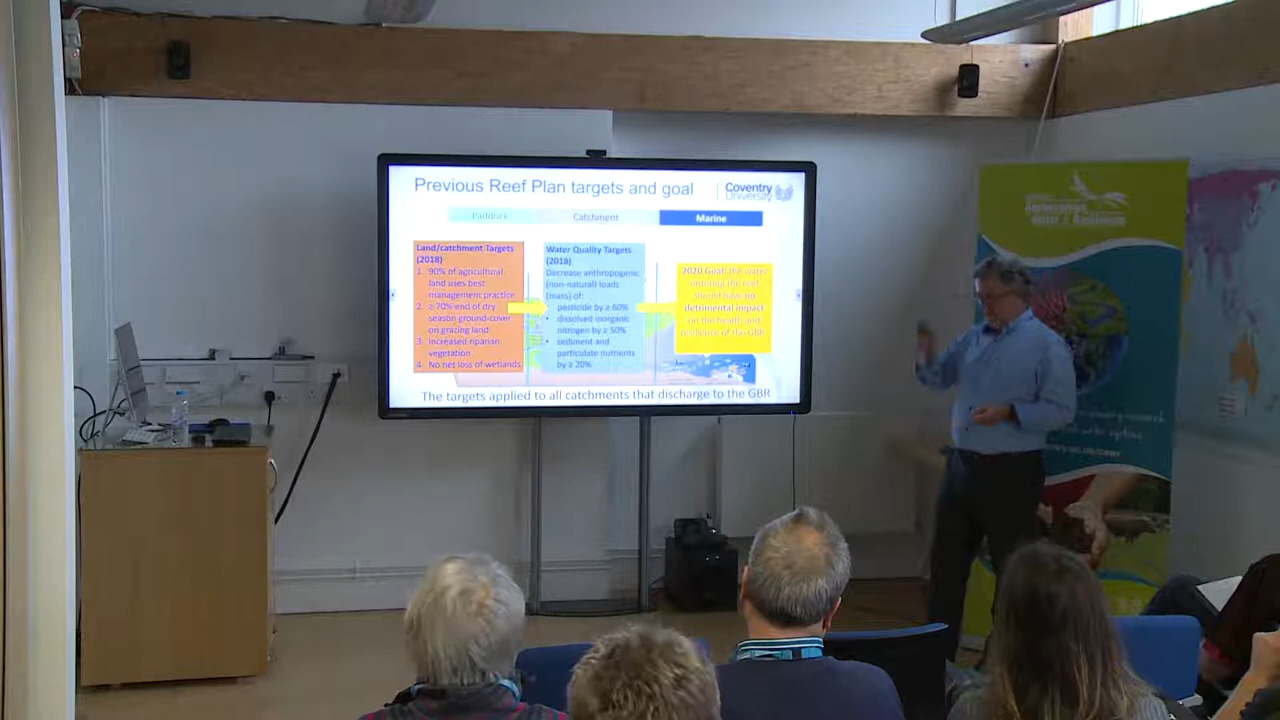 Previous Reef Plan targets and goal
Coventry
University
Paddock
Catchment
Marine
Land/catchment Targets
(2018)
1. 90% of agricultural
land uses best
management practice
2. ≥70% end of dry
season ground-cover
on grazing land
3. Increased riparian
vegetation
4. No net loss of wetlands
Water Quality Targets
(2018)
Decrease anthropogenic
(non-natural) loads
(mass) of:
• pesticide by ≥ 60%
• dissolved inorganic
nitrogen by ≥ 50%
• sediment and
particulate nutrients
by ≥ 20%
2020 Goal: the water
entering the reef
should have no
detrimental impact
on the health and
resilience of the GBR
The targets applied to all catchments that discharge to the GBR
Agroecology
Water & Resilience